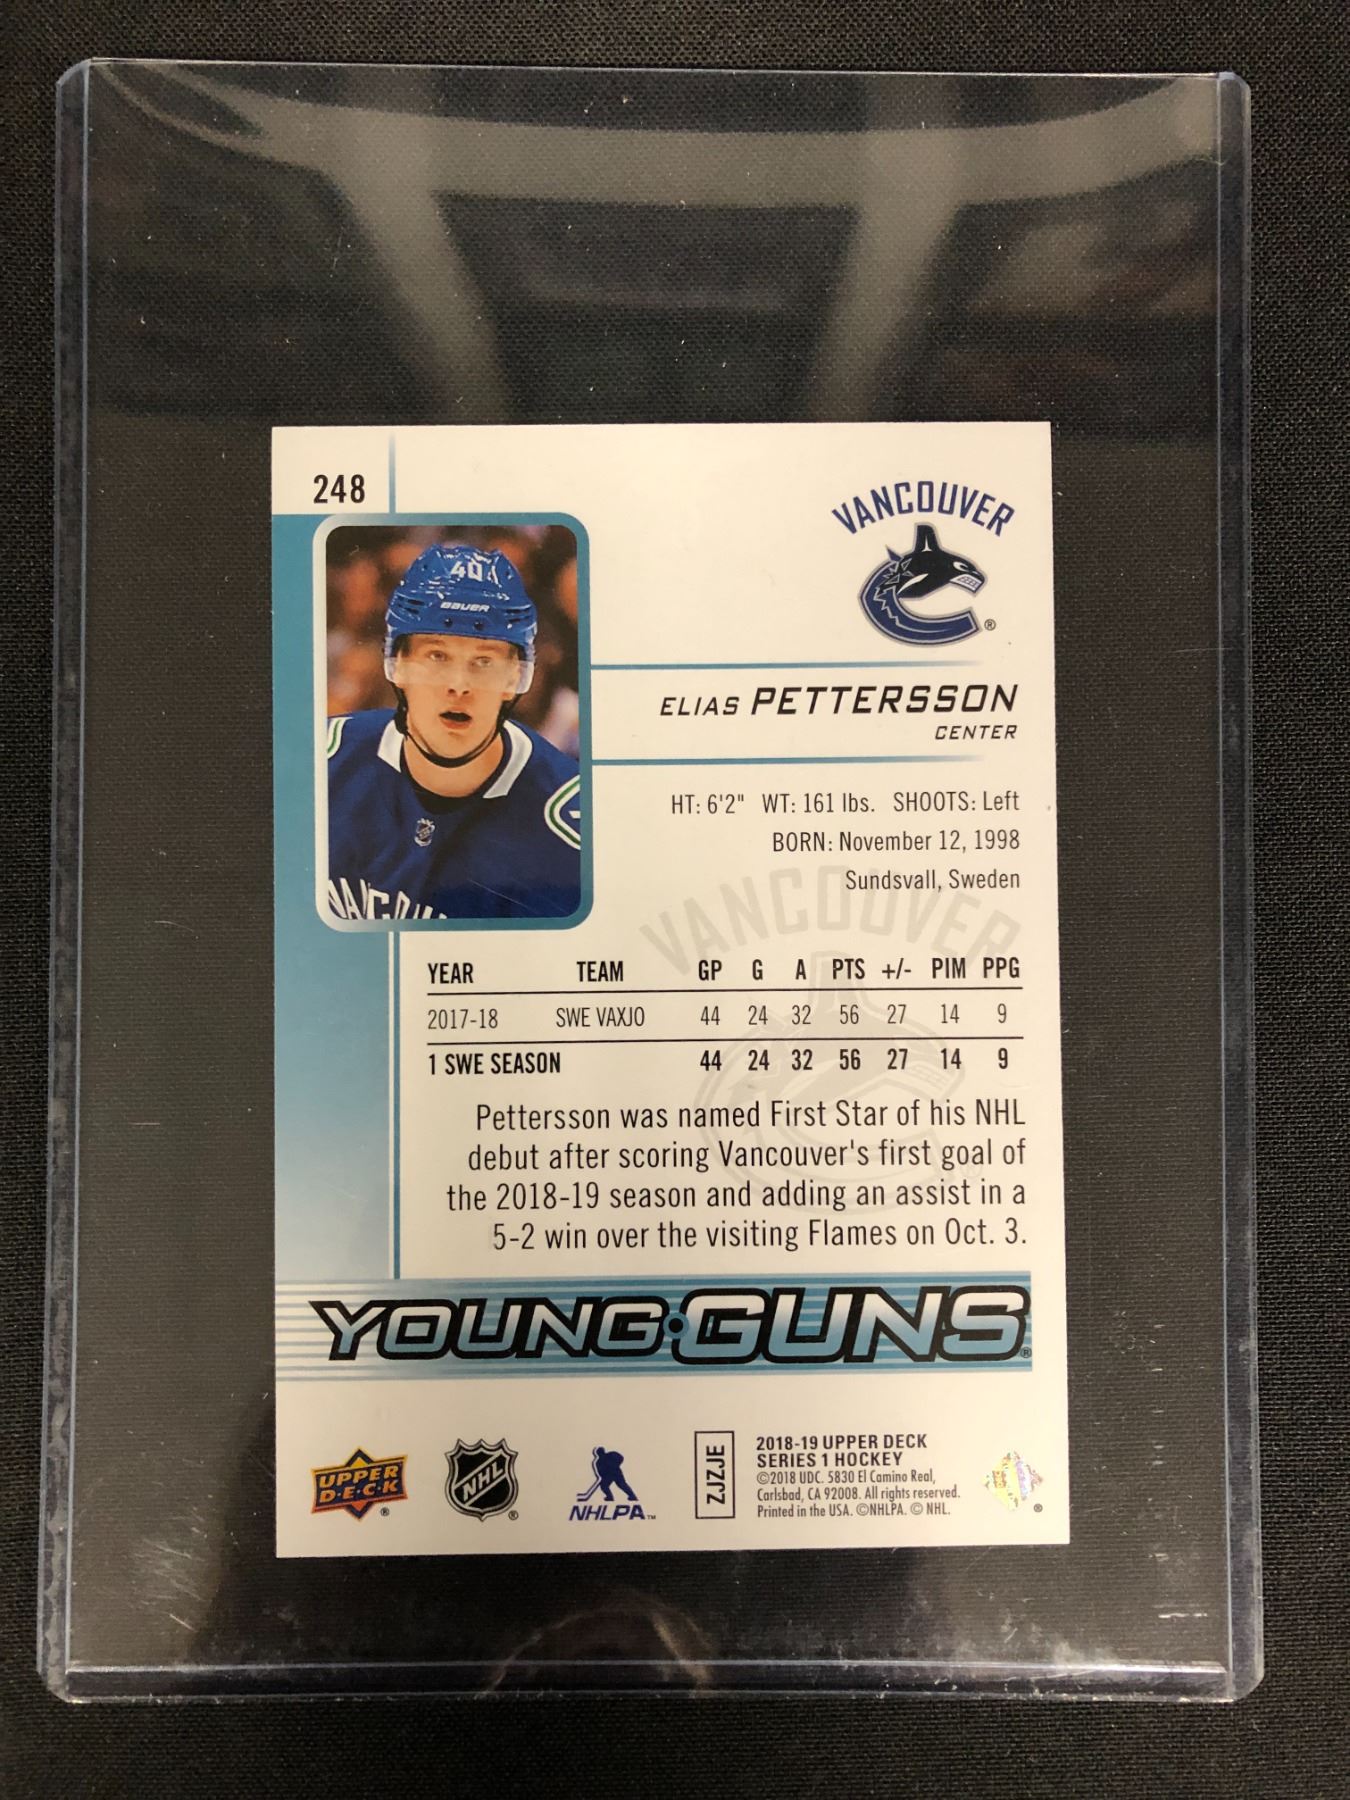 248
VANCOUVER
®
40
BAUER
ELIAS PETTERSSON
CENTER
HT: 6'2" WT: 161 lbs. SHOOTS: Left
BORN: November 12, 1998
Sundsvall, Sweden
VANCOUVER
YEAR TEAM GP G A PTS +/- PIM PPG
2017-18 SWE VAXJO 44 24 32 56 27 14 9
1 SWE SEASON 44 24 32 56 27 14 9
Pettersson was named First Star of his NHL
debut after scoring Vancouver's first goal of
the 2018-19 season and adding an assist in a
5-2 win over the visiting Flames on Oct. 3.
YOUNG GUNS®
UPPER
D·E·C·K
®
NHL
®
NHLPA™
ZJZJE
2018-19 UPPER DECK
SERIES 1 HOCKEY
©2018 UDC. 5830 El Camino Real,
Carlsbad, CA 92008. All rights reserved.
Printed in the USA. ©NHLPA. © NHL.
®